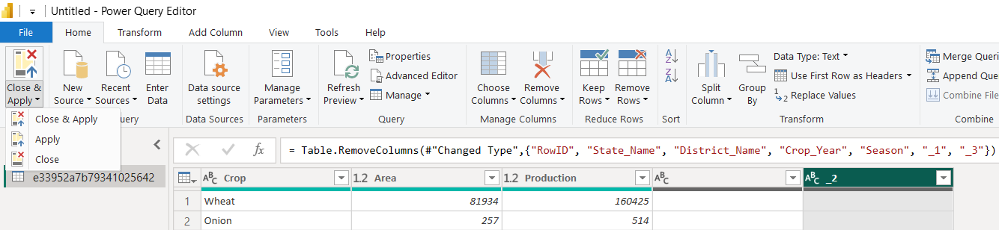 Untitled - Power Query Editor
File Home Transform Add Column View Tools Help
Close & Apply New Source Recent Sources Enter Data Data source settings Manage Parameters Refresh Preview Properties Advanced Editor Manage Choose Columns Remove Columns Keep Rows Remove Rows Split Column Group By Data Type: Text Use First Row as Headers Replace Values Merge Queri Append Que Combine File
uery Data Sources Parameters Query Manage Columns Reduce Rows Sort Transform Combine
Close & Apply
Apply
Close
fx = Table.RemoveColumns(#"Changed Type",{"RowID", "State_Name", "District_Name", "Crop_Year", "Season", "_1", "_3"})
e33952a7b79341025642
ABC Crop 1.2 Area 1.2 Production ABC ABC _2
1 Wheat 81934 160425
2 Onion 257 514